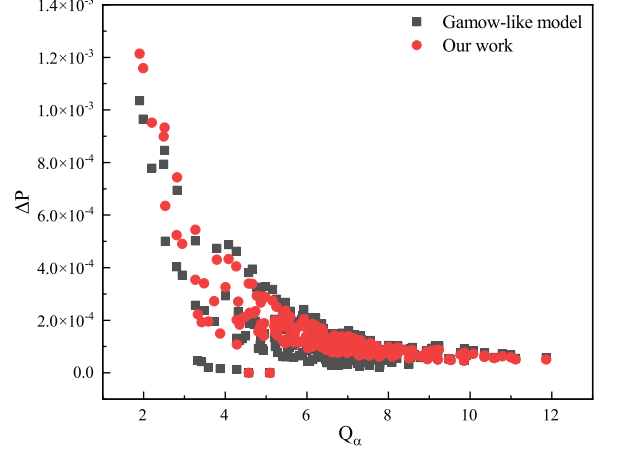 1.4×10⁻³
1.2×10⁻³
1.0×10⁻³
8.0×10⁻⁴
6.0×10⁻⁴
4.0×10⁻⁴
2.0×10⁻⁴
0.0
ΔP
Gamow-like model
Our work
2 4 6 8 10 12
Qα